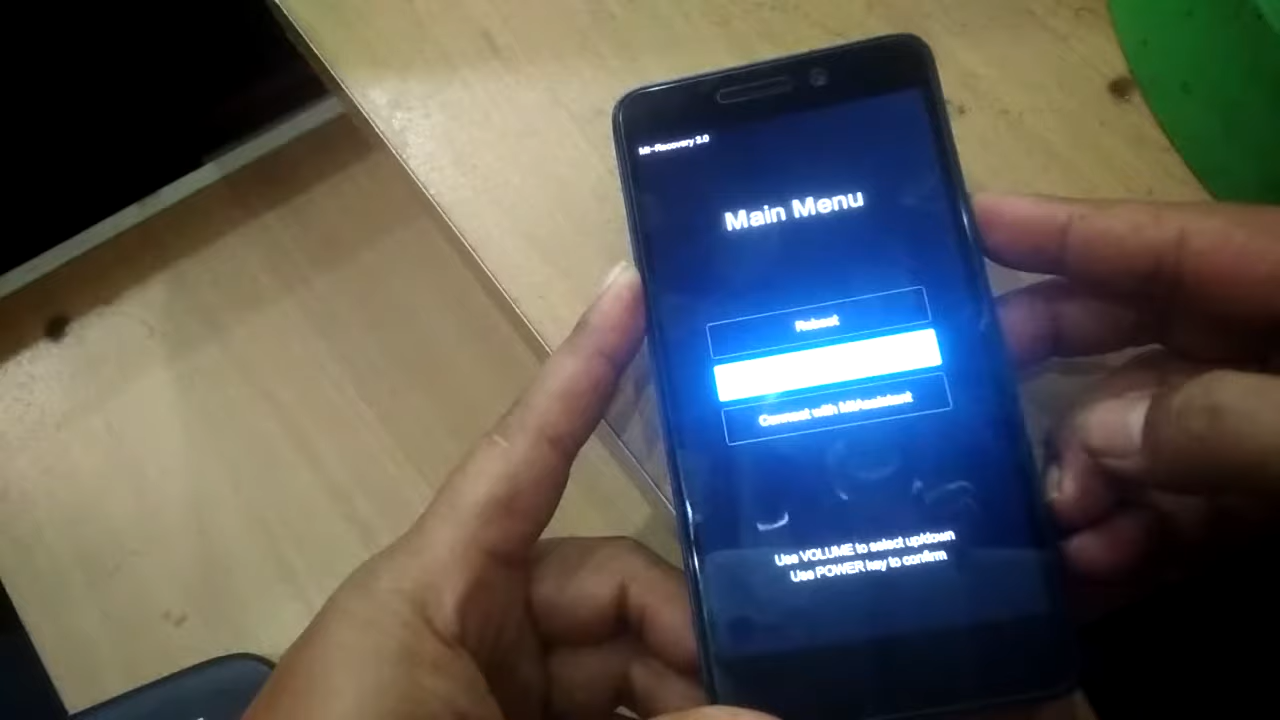 Mi-Recovery 3.0
Main Menu
Reboot
Connect with MIAssistant
Use VOLUME to select up/down
Use POWER key to confirm